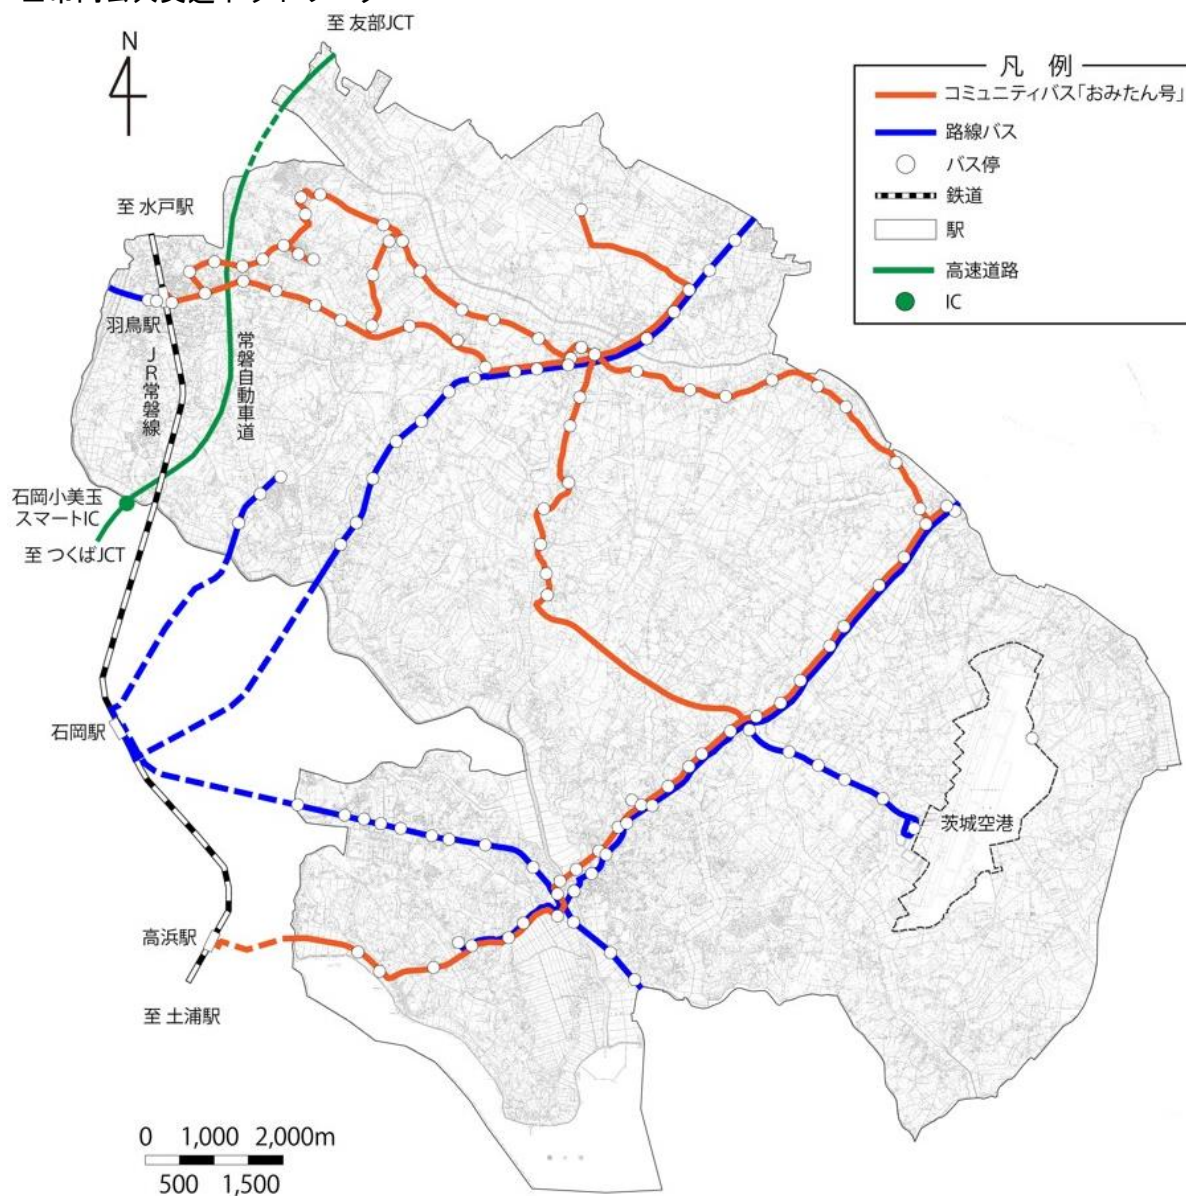 至 友部JCT
N
凡 例
コミュニティバス「おみたん号」
路線バス
バス停
鉄道
駅
高速道路
IC
至 水戸駅
羽鳥駅
JR常磐線
常磐自動車道
石岡小美玉
スマートIC
至 つくばJCT
石岡駅
茨城空港
高浜駅
至 土浦駅
0 1,000 2,000m
500 1,500